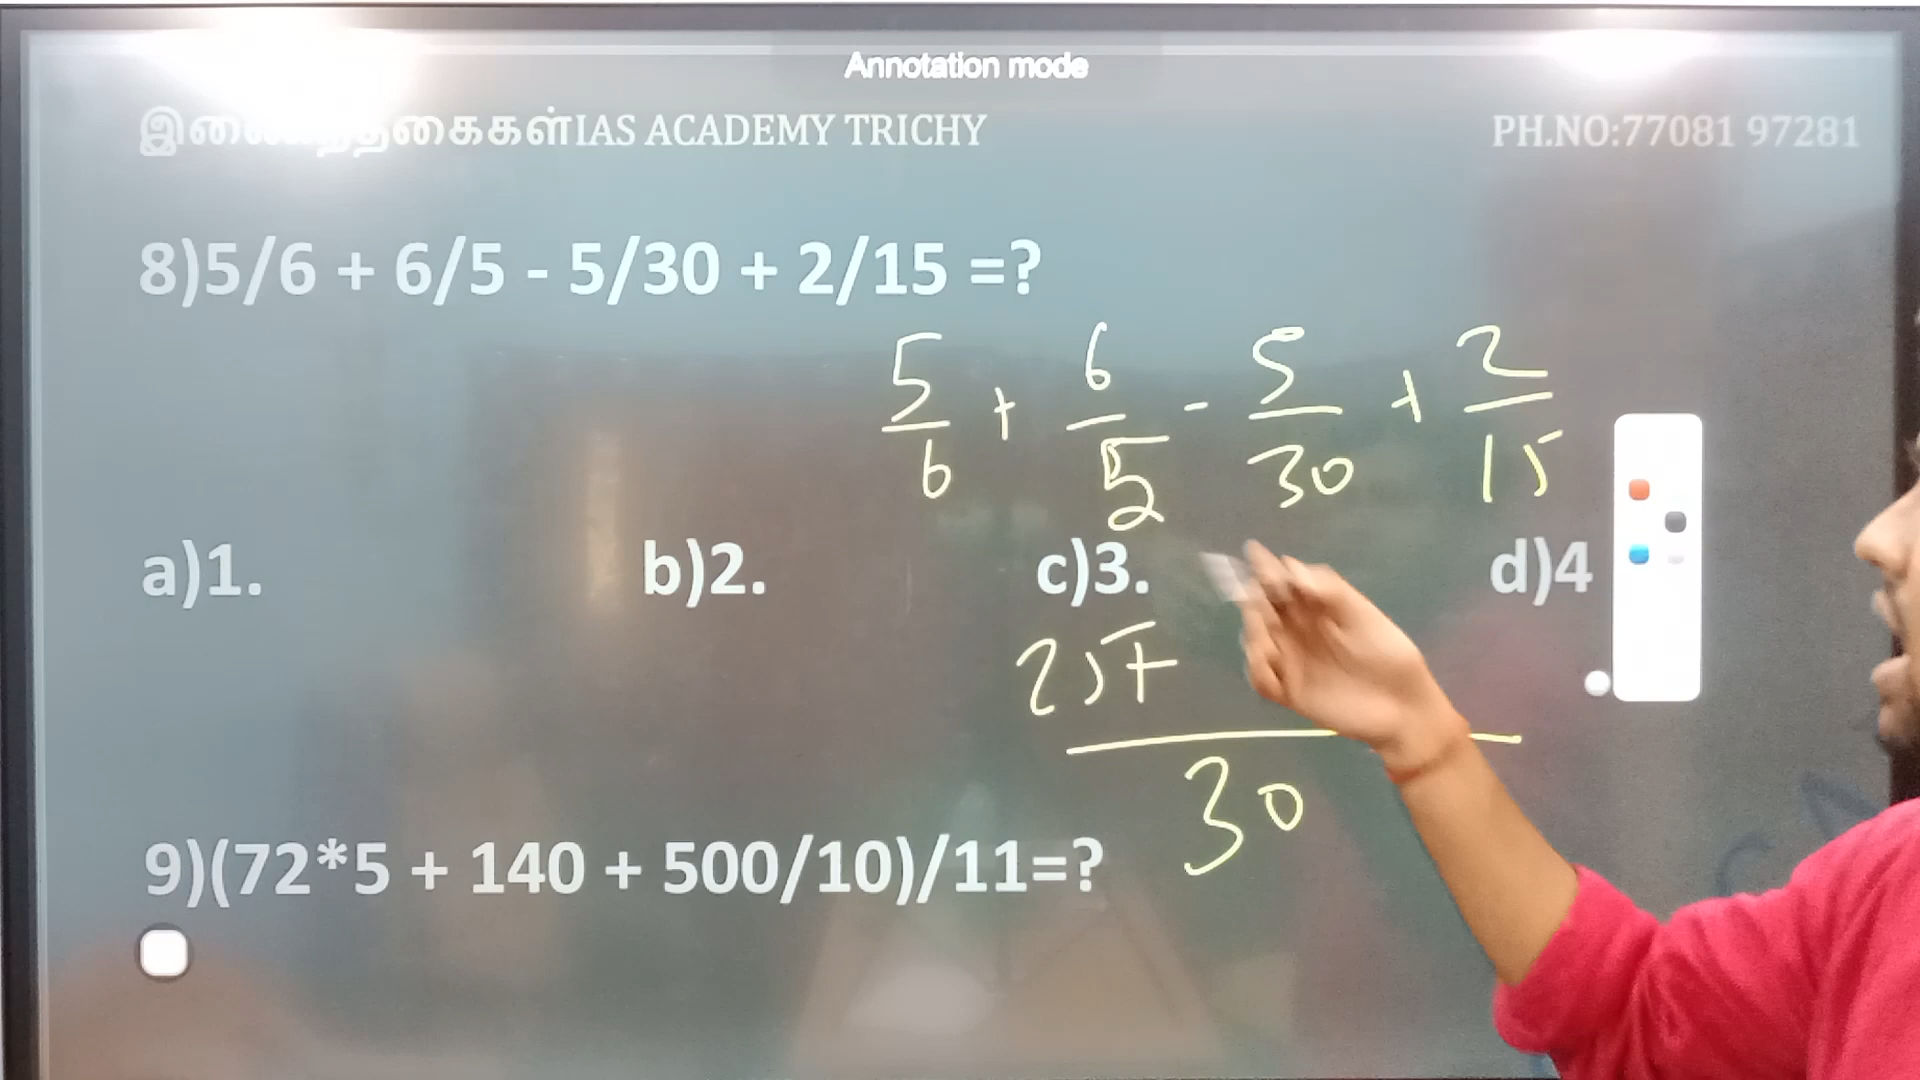 Annotation mode
IAS ACADEMY TRICHY PH.NO:77081 97281
8)5/6 + 6/5 - 5/30 + 2/15 =?
5/6 + 6/5 - 5/30 + 2/15
a)1. b)2. c)3. d)4
25+
30
9)(72*5 + 140 + 500/10)/11=?